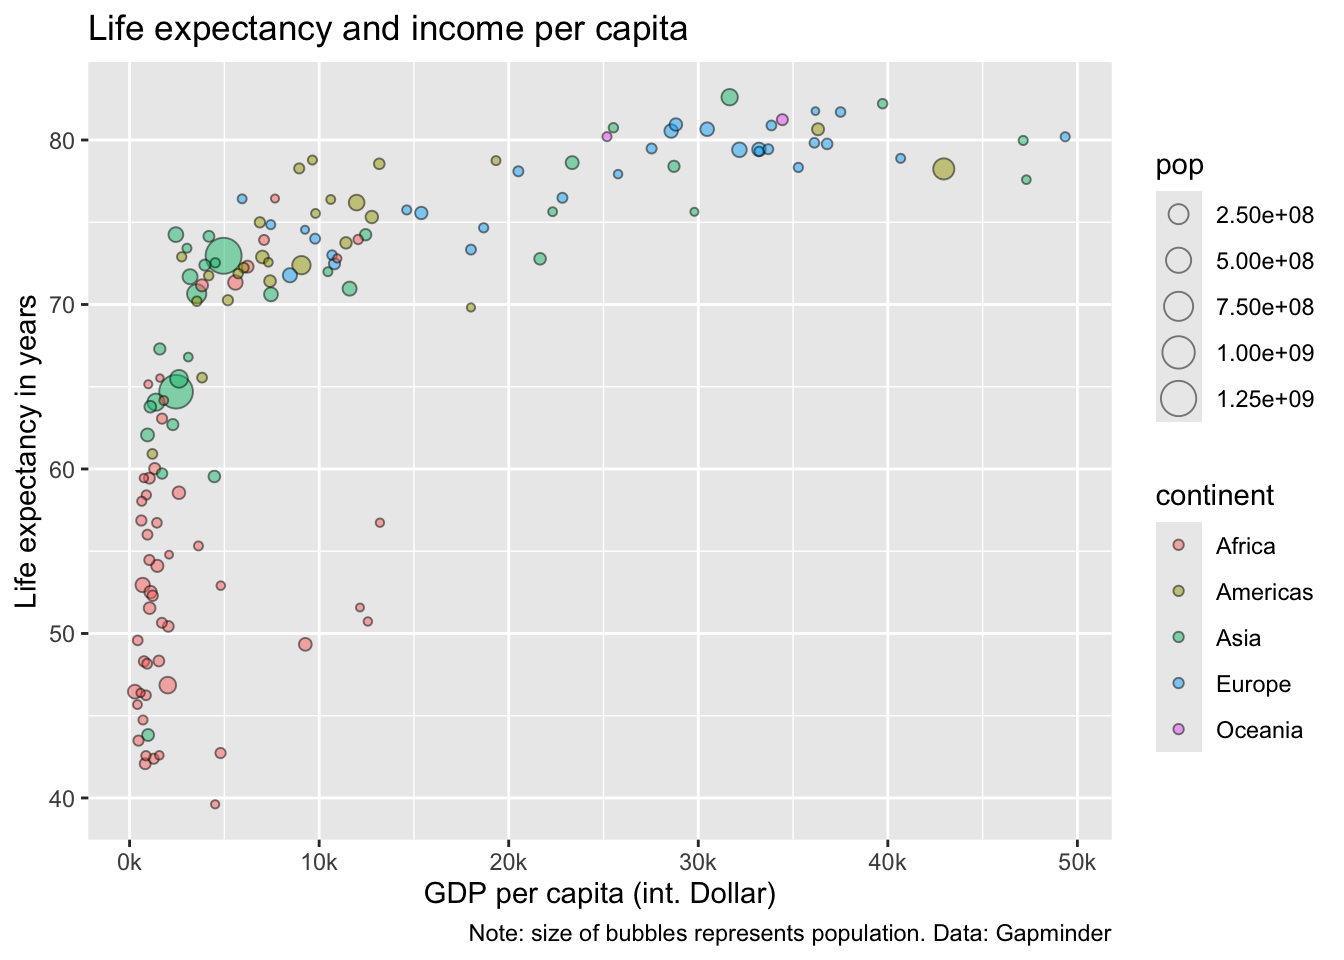 Life expectancy and income per capita
Life expectancy in years
80
70
60
50
40
0k 10k 20k 30k 40k 50k
GDP per capita (int. Dollar)
Note: size of bubbles represents population. Data: Gapminder
pop
2.50e+08
5.00e+08
7.50e+08
1.00e+09
1.25e+09
continent
Africa
Americas
Asia
Europe
Oceania